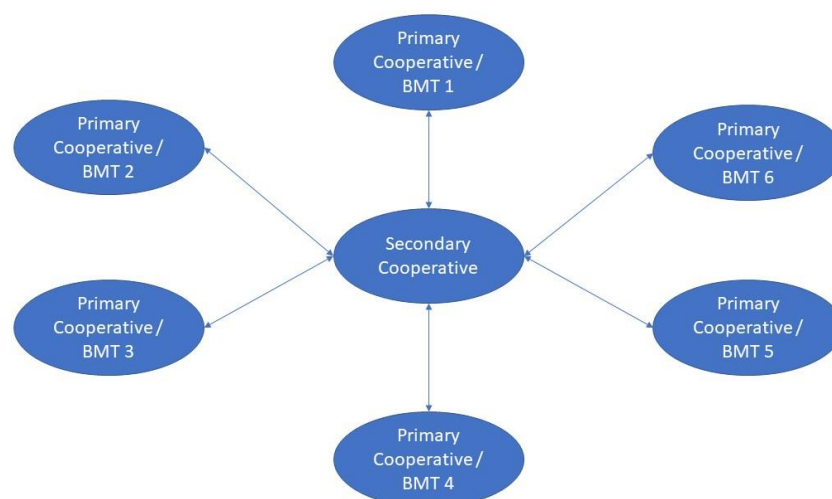 Primary
Cooperative /
BMT 1
Primary
Cooperative /
BMT 2
Primary
Cooperative /
BMT 6
Secondary
Cooperative
Primary
Cooperative /
BMT 3
Primary
Cooperative /
BMT 5
Primary
Cooperative /
BMT 4